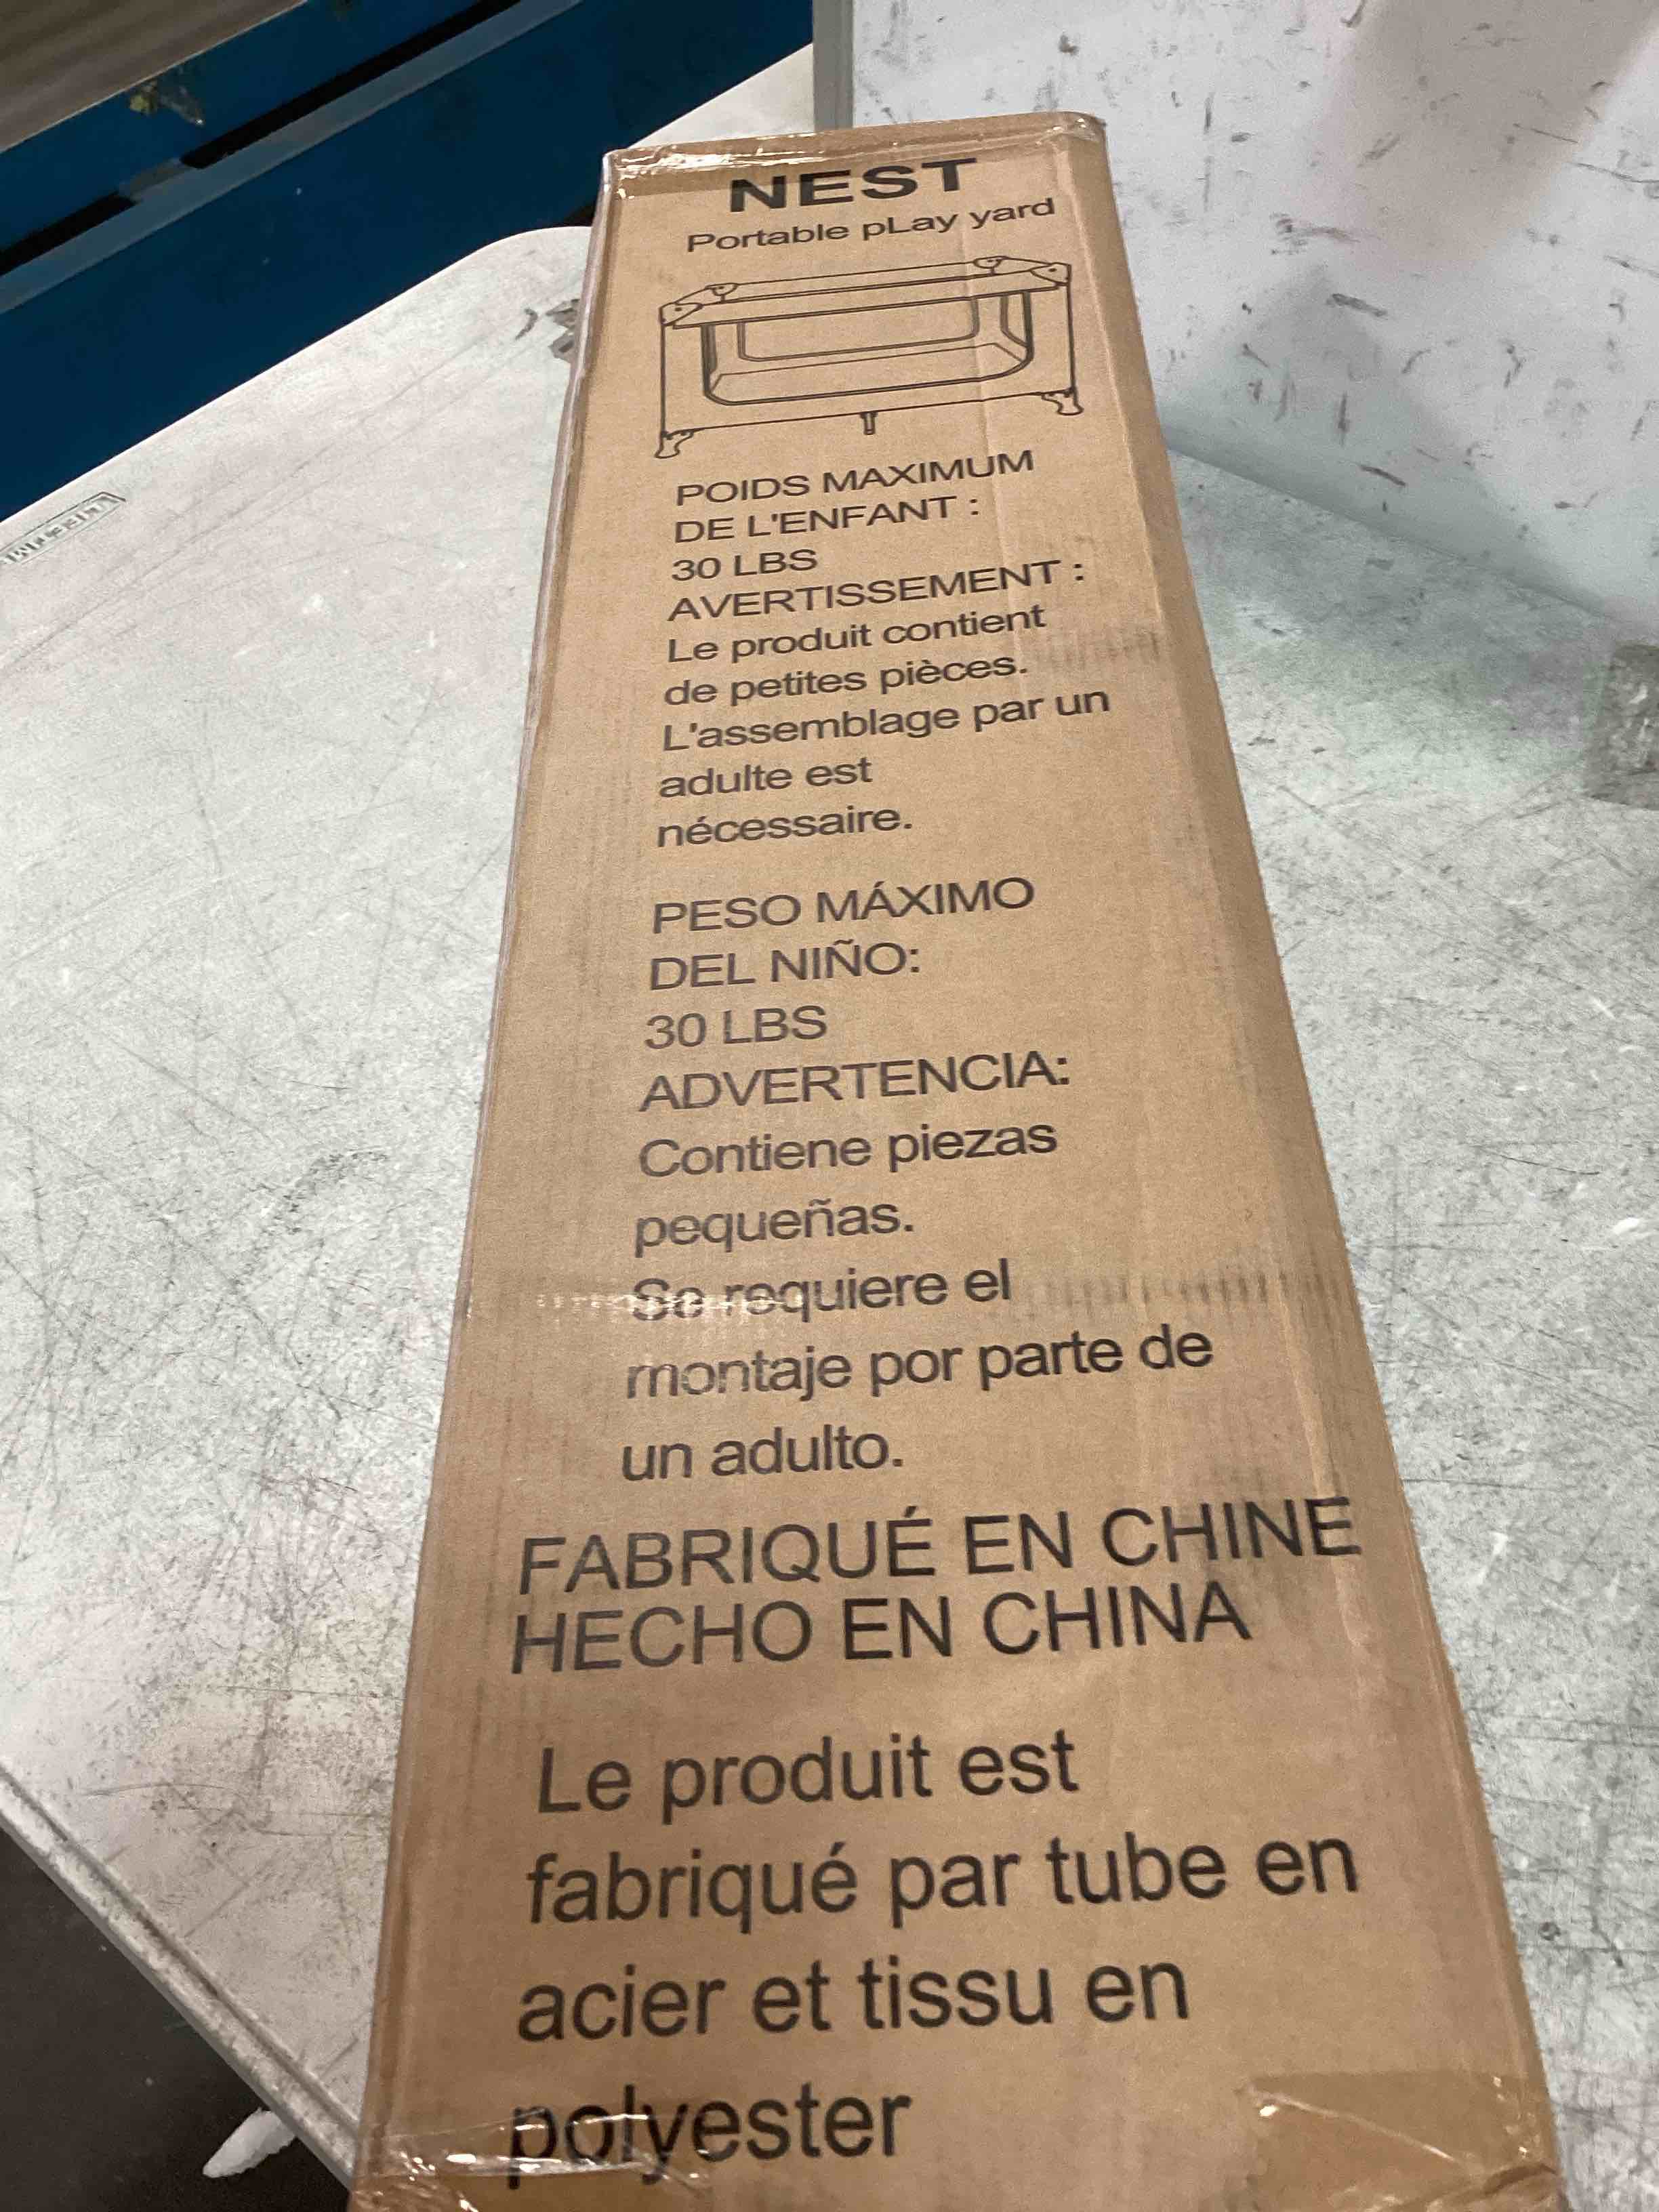 NEST
Portable pLay yard
POIDS MAXIMUM
DE L'ENFANT :
30 LBS
AVERTISSEMENT :
Le produit contient
de petites pièces.
L'assemblage par un
adulte est
nécessaire.
PESO MÁXIMO
DEL NIÑO:
30 LBS
ADVERTENCIA:
Contiene piezas
pequeñas.
Se requiere el
montaje por parte de
un adulto.
FABRIQUÉ EN CHINE
HECHO EN CHINA
Le produit est
fabriqué par tube en
acier et tissu en
polyester